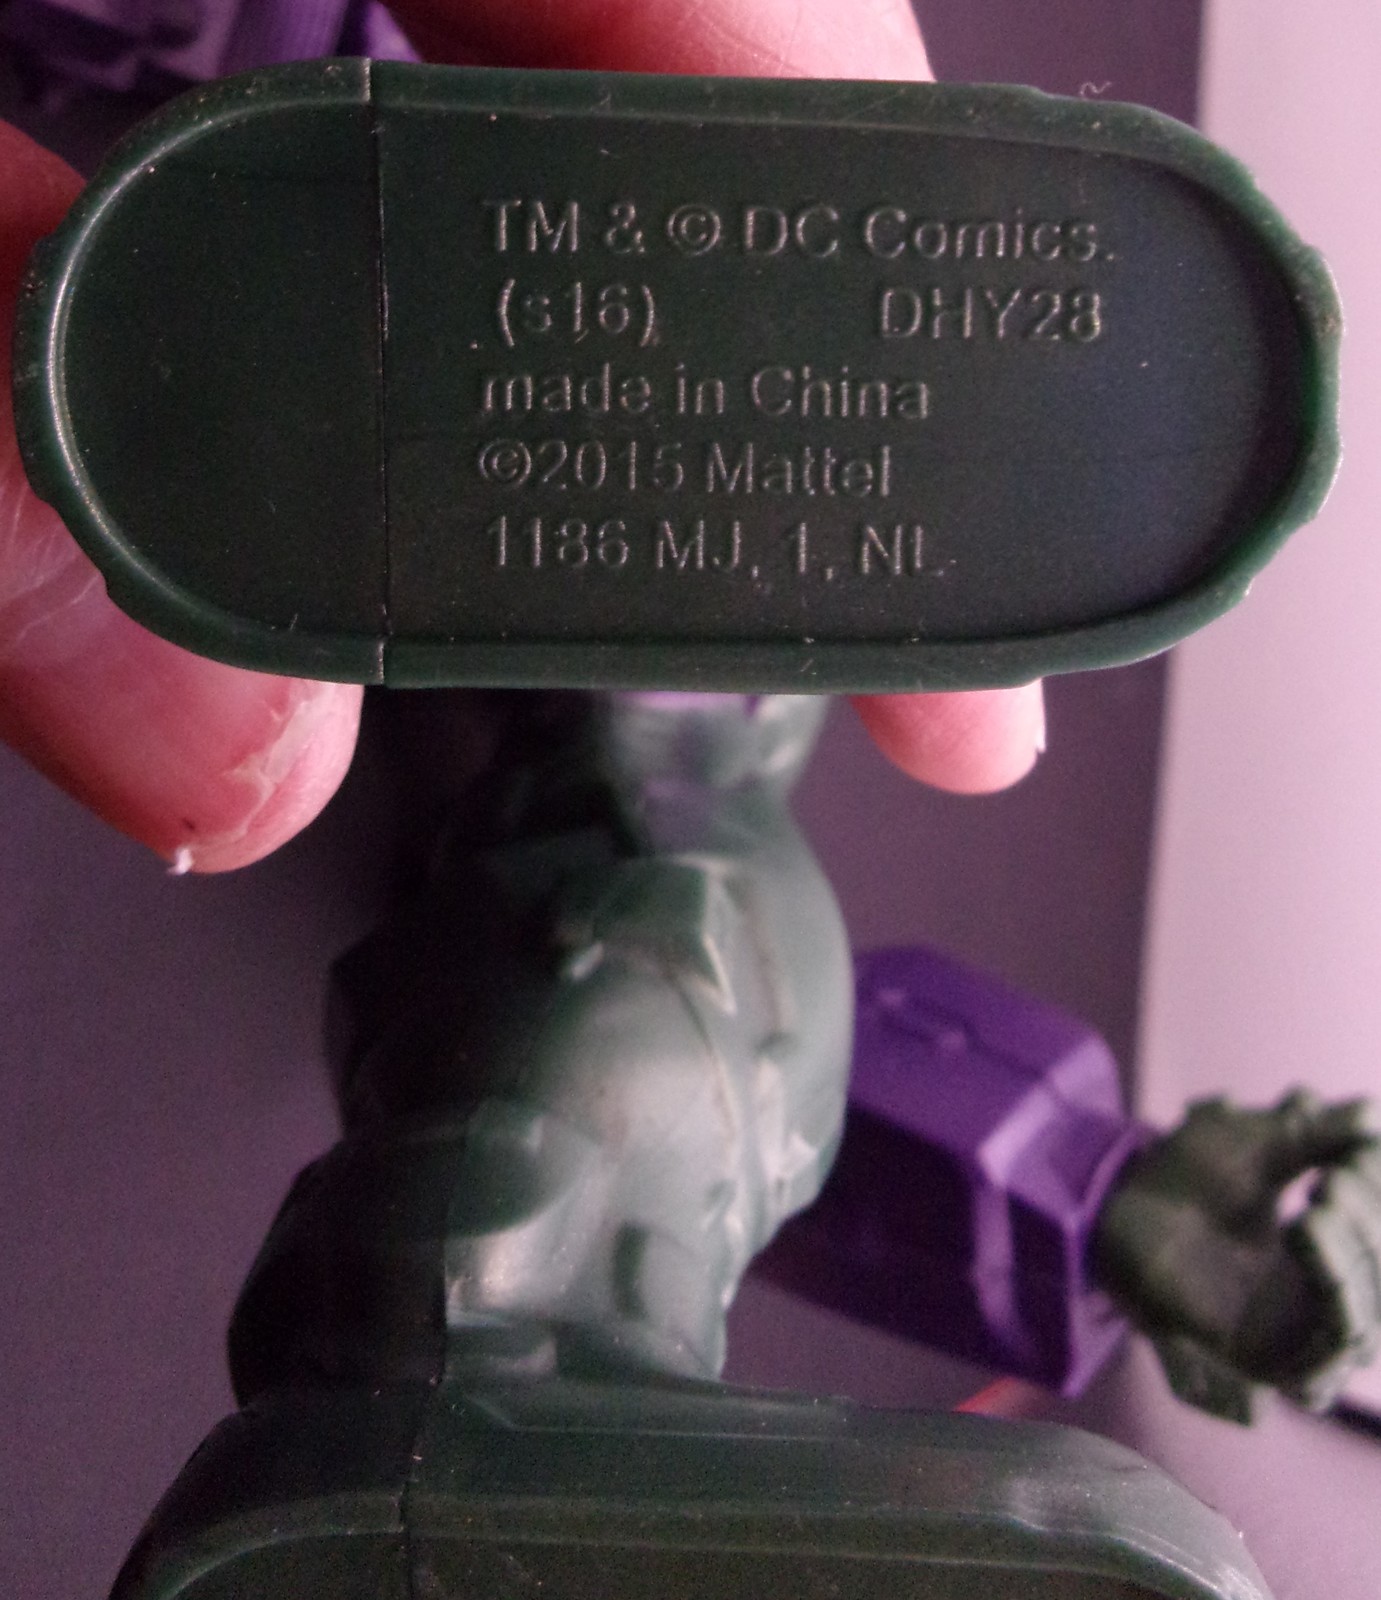 TM & © DC Comics.
(s16) DHY28
made in China
©2015 Mattel
1186 MJ, 1, NL